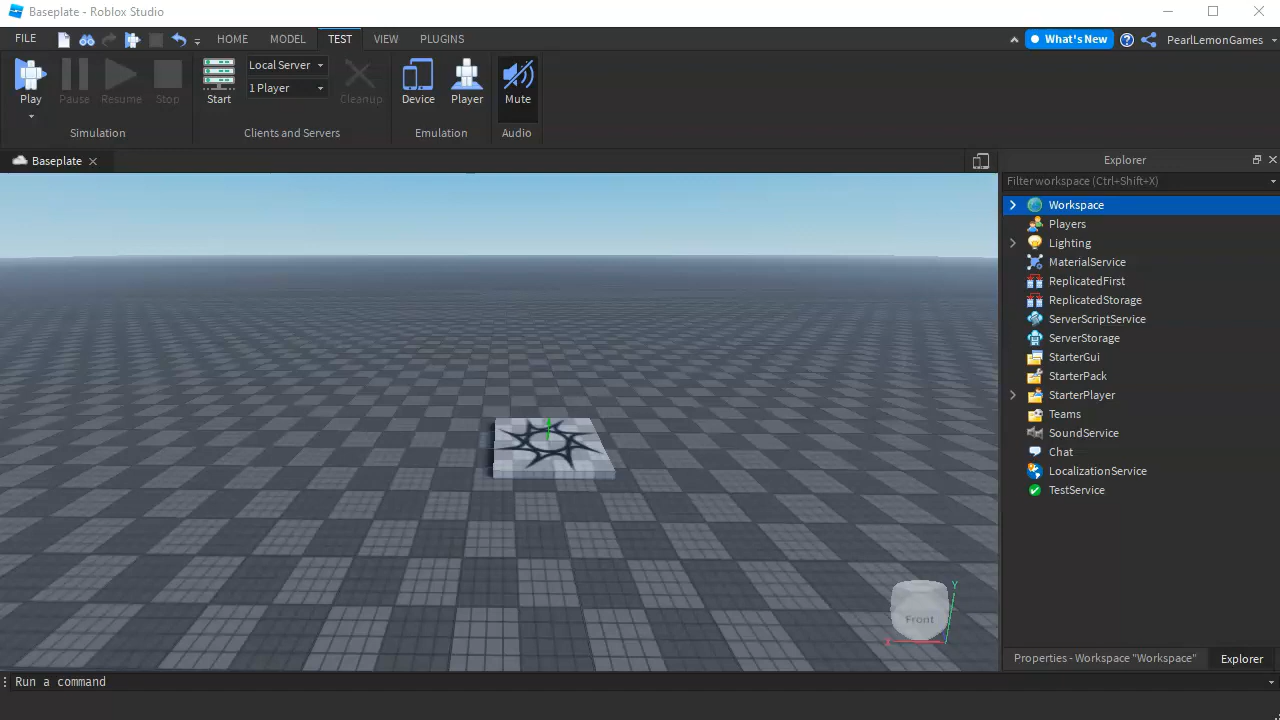 Baseplate - Roblox Studio
FILE HOME MODEL TEST VIEW PLUGINS What's New PearlLemonGames
Play Pause Resume Stop
Simulation
Start Local Server
1 Player
Cleanup
Clients and Servers
Device Player
Emulation
Mute
Audio
Baseplate
Explorer
Filter workspace (Ctrl+Shift+X)
Workspace
Players
Lighting
MaterialService
ReplicatedFirst
ReplicatedStorage
ServerScriptService
ServerStorage
StarterGui
StarterPack
StarterPlayer
Teams
SoundService
Chat
LocalizationService
TestService
Y
Front
X
Properties - Workspace "Workspace" Explorer
Run a command